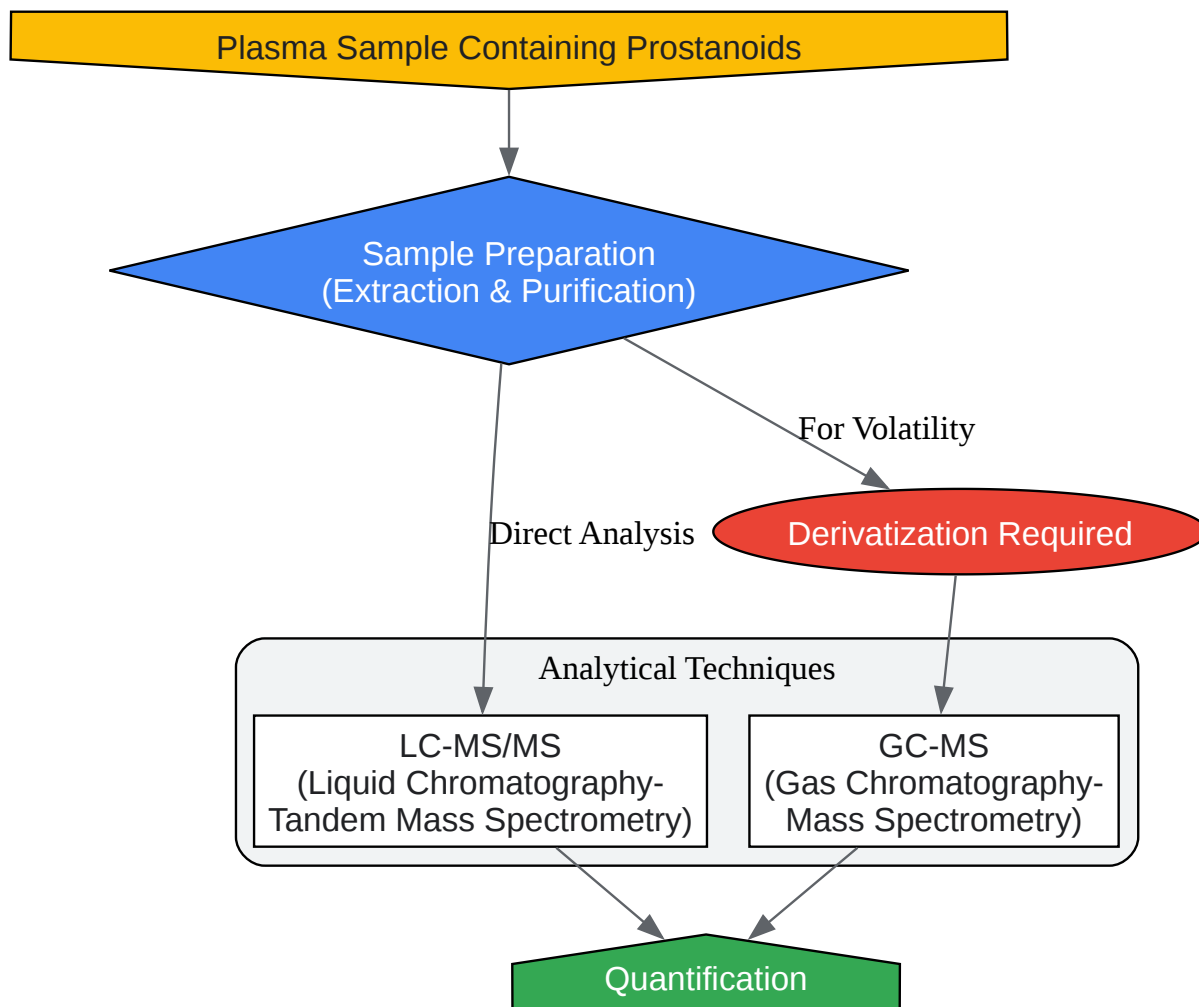 Plasma Sample Containing Prostanoids
Sample Preparation
(Extraction & Purification)
For Volatility
Direct Analysis
Derivatization Required
Analytical Techniques
LC-MS/MS
(Liquid Chromatography-
Tandem Mass Spectrometry)
GC-MS
(Gas Chromatography-
Mass Spectrometry)
Quantification